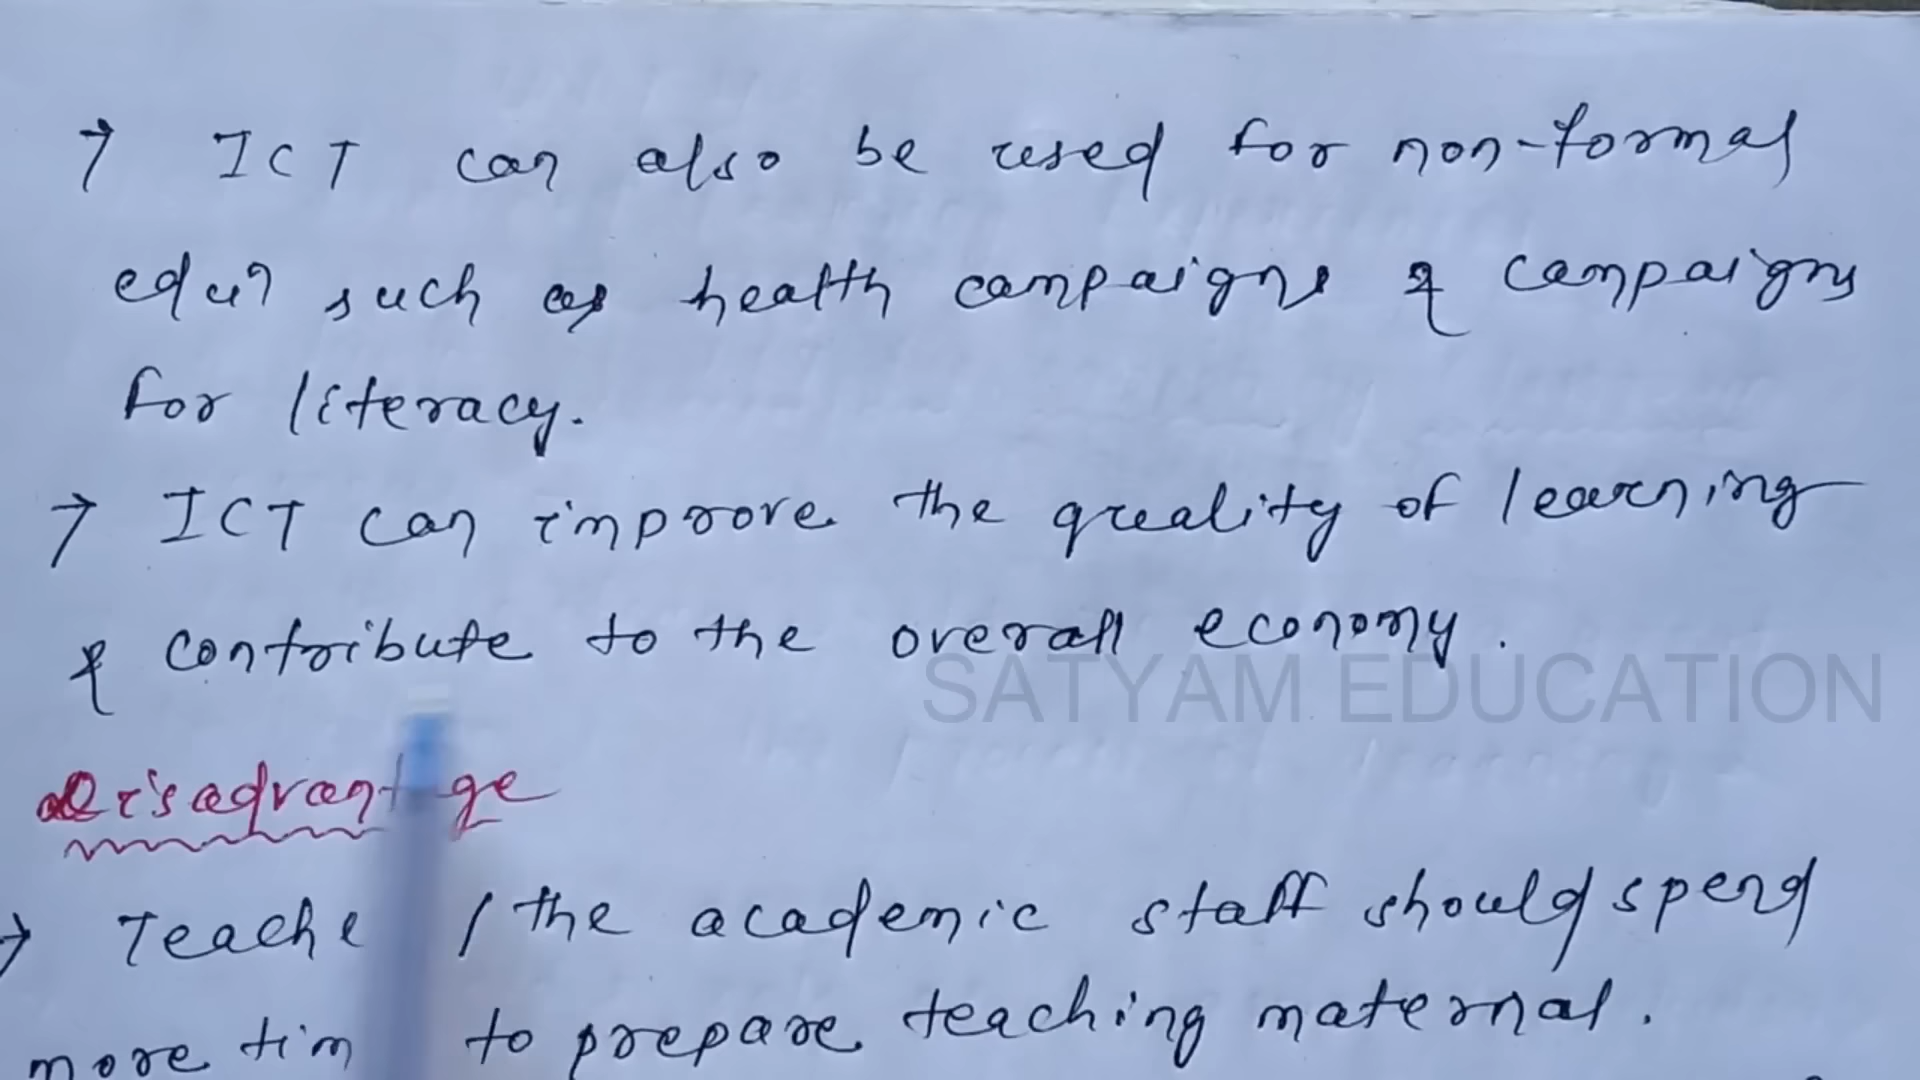 → ICT can also be used for non-formal
edun such as health campaigns & campaigns
for literacy.
→ ICT can improve the quality of learning
& contribute to the overall economy.
SATYAM EDUCATION
Disadvantage
→ Teache / the academic staff should spend
more tim to prepare teaching maternal.